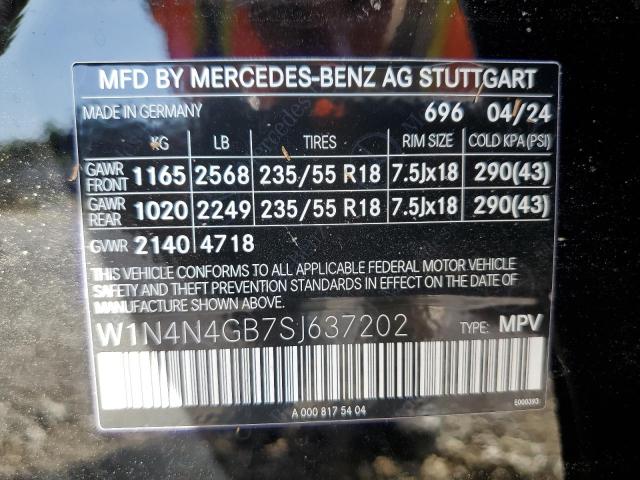 MFD BY MERCEDES-BENZ AG STUTTGART
MADE IN GERMANY 696 04/24
KG LB TIRES RIM SIZE COLD KPA(PSI)
GAWR FRONT 1165 2568 235/55 R18 7.5Jx18 290(43)
GAWR REAR 1020 2249 235/55 R18 7.5Jx18 290(43)
GVWR 2140 4718
THIS VEHICLE CONFORMS TO ALL APPLICABLE FEDERAL MOTOR VEHICLE
SAFETY AND THEFT PREVENTION STANDARDS IN EFFECT ON THE DATE OF
MANUFACTURE SHOWN ABOVE.
W1N4N4GB7SJ637202 TYPE: MPV
A 000 817 54 04 E000393